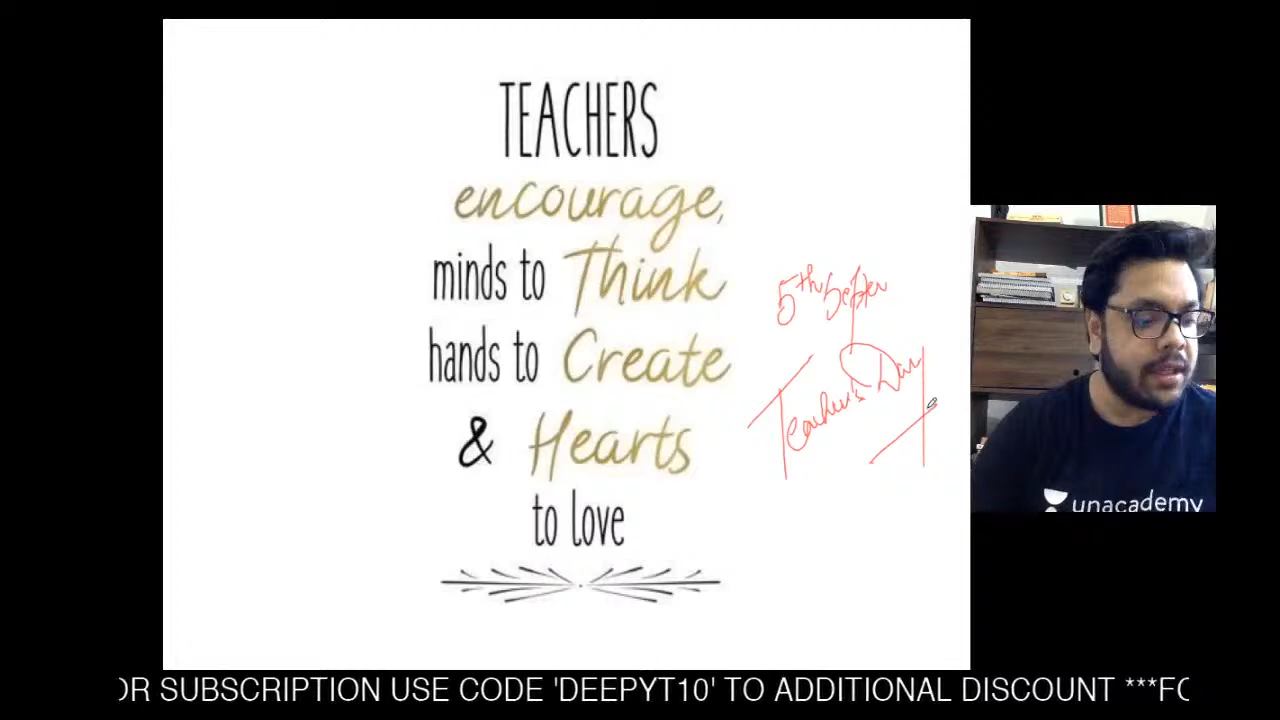 TEACHERS
encourage,
minds to Think
hands to Create
& Hearts
to love
5th Septer
Teacher's Day
unacademy
OR SUBSCRIPTION USE CODE 'DEEPYT10' TO ADDITIONAL DISCOUNT ***FO